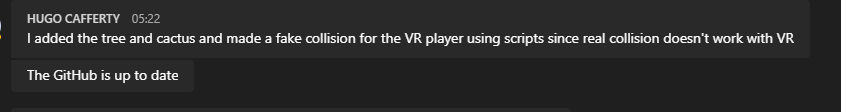 HUGO CAFFERTY 05:22
I added the tree and cactus and made a fake collision for the VR player using scripts since real collision doesn't work with VR
The GitHub is up to date